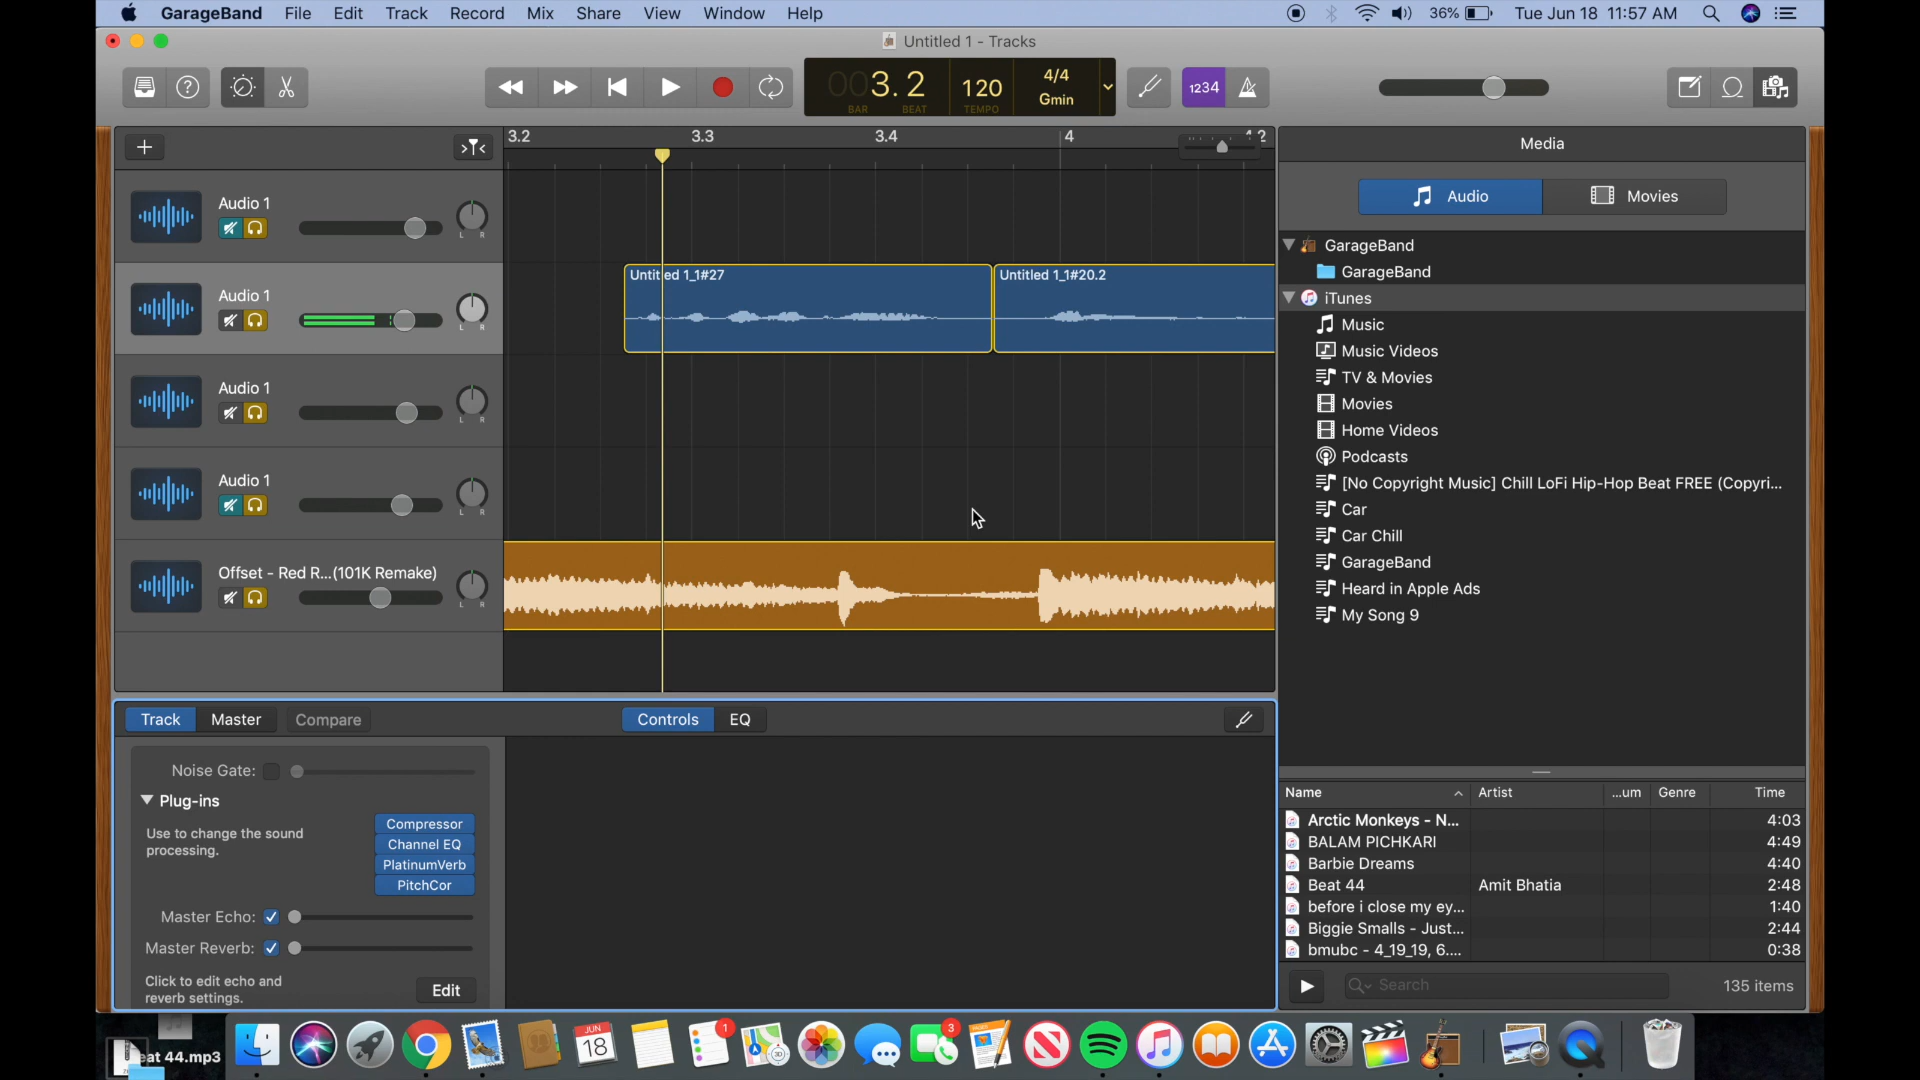 GarageBand File Edit Track Record Mix Share View Window Help 36% Tue Jun 18 11:57 AM
Untitled 1 - Tracks
003.2 120 4/4
Gmin
BAR BEAT TEMPO
1234
3.2 3.3 3.4 4
Media
Audio Movies
Audio 1
L R
Audio 1
L R
Untitled 1_1#27
Untitled 1_1#20.2
Audio 1
L R
Audio 1
L R
Offset - Red R...(101K Remake)
L R
GarageBand
GarageBand
iTunes
Music
Music Videos
TV & Movies
Movies
Home Videos
Podcasts
[No Copyright Music] Chill LoFi Hip-Hop Beat FREE (Copyri...
Car
Car Chill
GarageBand
Heard in Apple Ads
My Song 9
Track Master Compare Controls EQ
Noise Gate:
Plug-ins
Use to change the sound
processing.
Compressor
Channel EQ
PlatinumVerb
PitchCor
Master Echo:
Master Reverb:
Click to edit echo and
reverb settings.
Edit
Name Artist ...um Genre Time
Arctic Monkeys - N... 4:03
BALAM PICHKARI 4:49
Barbie Dreams 4:40
Beat 44 Amit Bhatia 2:48
before i close my ey... 1:40
Biggie Smalls - Just... 2:44
bmubc - 4_19_19, 6.... 0:38
Search 135 items
eat 44.mp3
JUN
18
1
3D
3
PAGES